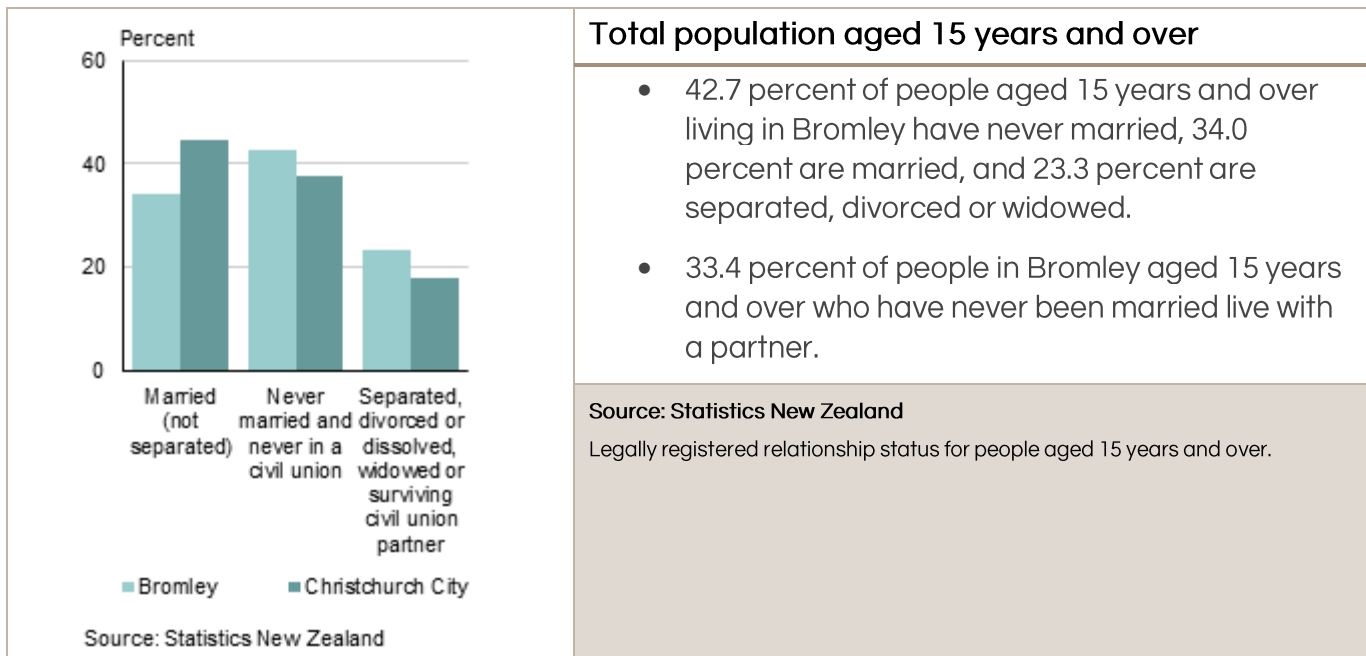 Percent
60
40
20
0
Married
(not
separated)
Never
married and
never in a
civil union
Separated,
divorced or
dissolved,
widowed or
surviving
civil union
partner
Bromley
Christchurch City
Source: Statistics New Zealand
Total population aged 15 years and over
• 42.7 percent of people aged 15 years and over
living in Bromley have never married, 34.0
percent are married, and 23.3 percent are
separated, divorced or widowed.
• 33.4 percent of people in Bromley aged 15 years
and over who have never been married live with
a partner.
Source: Statistics New Zealand
Legally registered relationship status for people aged 15 years and over.